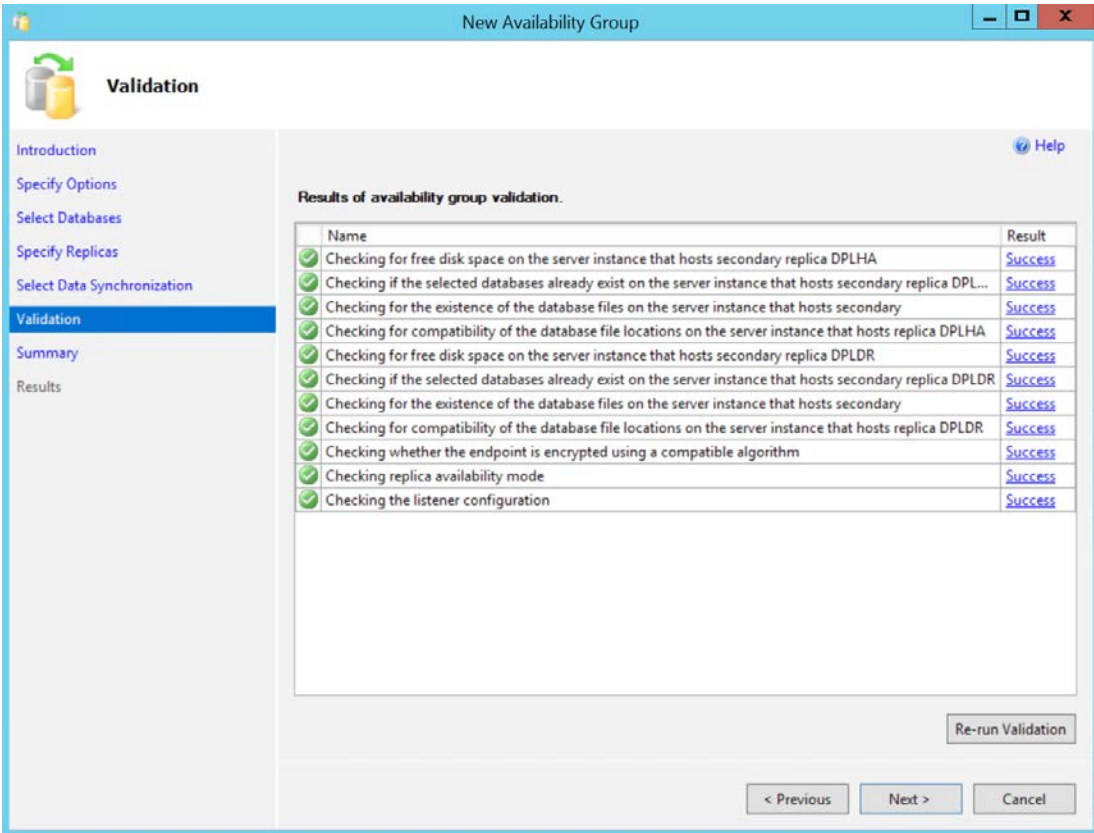 New Availability Group
Validation
Introduction
Specify Options
Select Databases
Specify Replicas
Select Data Synchronization
Validation
Summary
Results
Help
Results of availability group validation.
Name Result
Checking for free disk space on the server instance that hosts secondary replica DPLHA Success
Checking if the selected databases already exist on the server instance that hosts secondary replica DPL... Success
Checking for the existence of the database files on the server instance that hosts secondary Success
Checking for compatibility of the database file locations on the server instance that hosts replica DPLHA Success
Checking for free disk space on the server instance that hosts secondary replica DPLDR Success
Checking if the selected databases already exist on the server instance that hosts secondary replica DPLDR Success
Checking for the existence of the database files on the server instance that hosts secondary Success
Checking for compatibility of the database file locations on the server instance that hosts replica DPLDR Success
Checking whether the endpoint is encrypted using a compatible algorithm Success
Checking replica availability mode Success
Checking the listener configuration Success
Re-run Validation
< Previous Next > Cancel